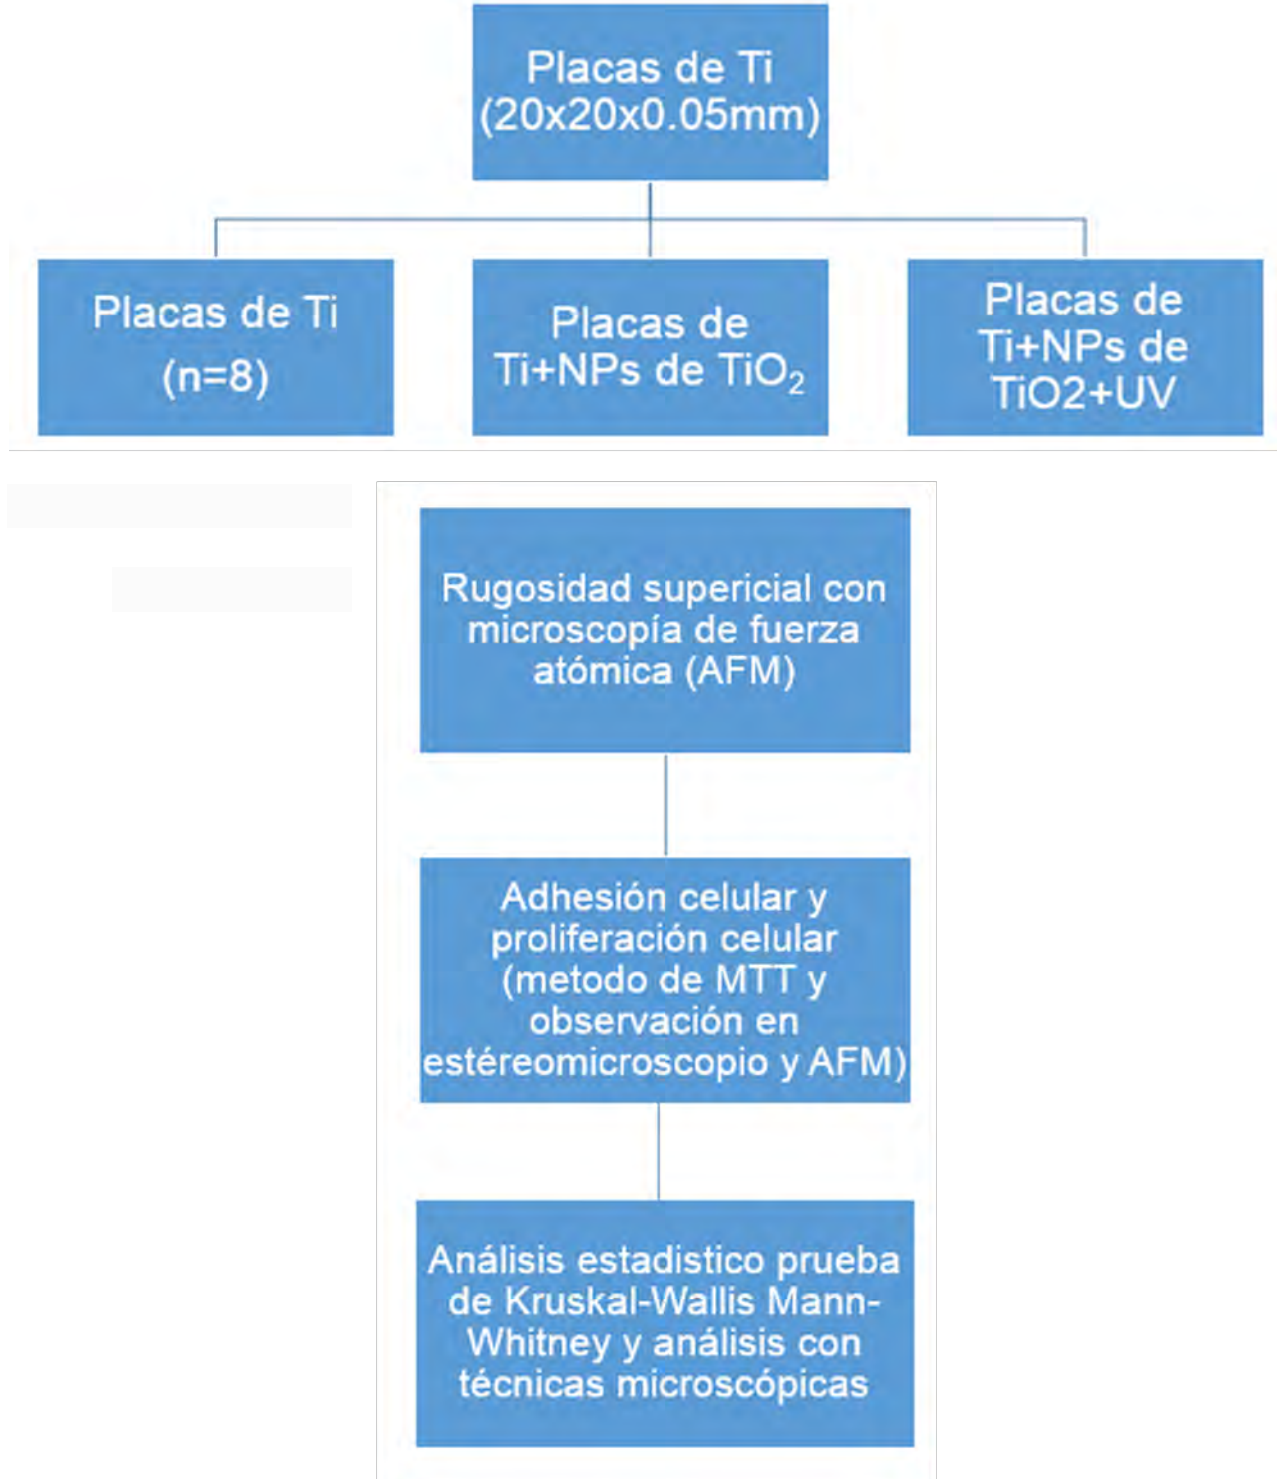 Placas de Ti
(20x20x0.05mm)
Placas de Ti
(n=8)
Placas de
Ti+NPs de TiO₂
Placas de
Ti+NPs de
TiO2+UV
Rugosidad supericial con
microscopía de fuerza
atómica (AFM)
Adhesión celular y
proliferación celular
(metodo de MTT y
observación en
estéreomicroscopio y AFM)
Análisis estadistico prueba
de Kruskal-Wallis Mann-
Whitney y análisis con
técnicas microscópicas